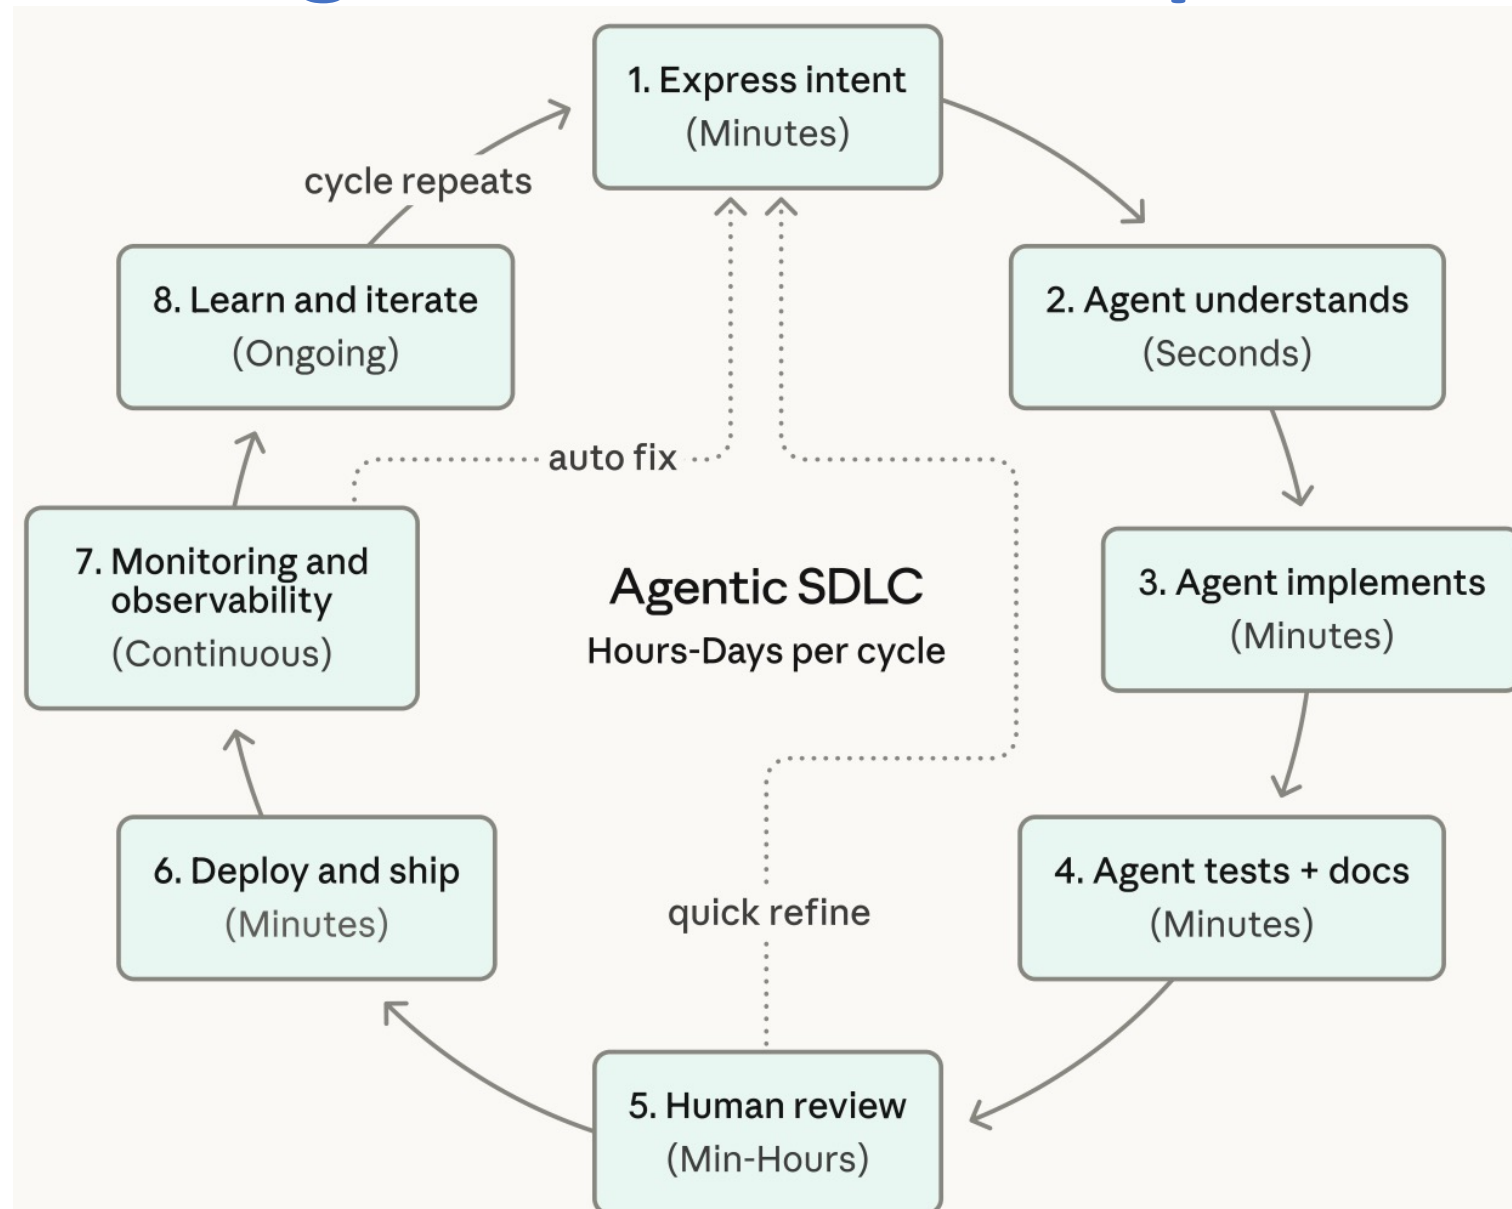 1. Express intent
(Minutes)
cycle repeats
8. Learn and iterate
(Ongoing)
2. Agent understands
(Seconds)
auto fix
7. Monitoring and
observability
(Continuous)
Agentic SDLC
Hours-Days per cycle
3. Agent implements
(Minutes)
6. Deploy and ship
(Minutes)
quick refine
4. Agent tests + docs
(Minutes)
5. Human review
(Min-Hours)